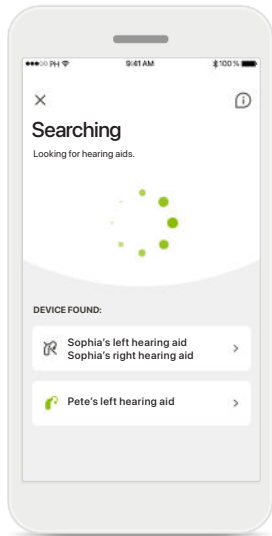 PH 9:41 AM 100%
Searching
Looking for hearing aids.
DEVICE FOUND:
Sophia's left hearing aid
Sophia's right hearing aid
Pete's left hearing aid